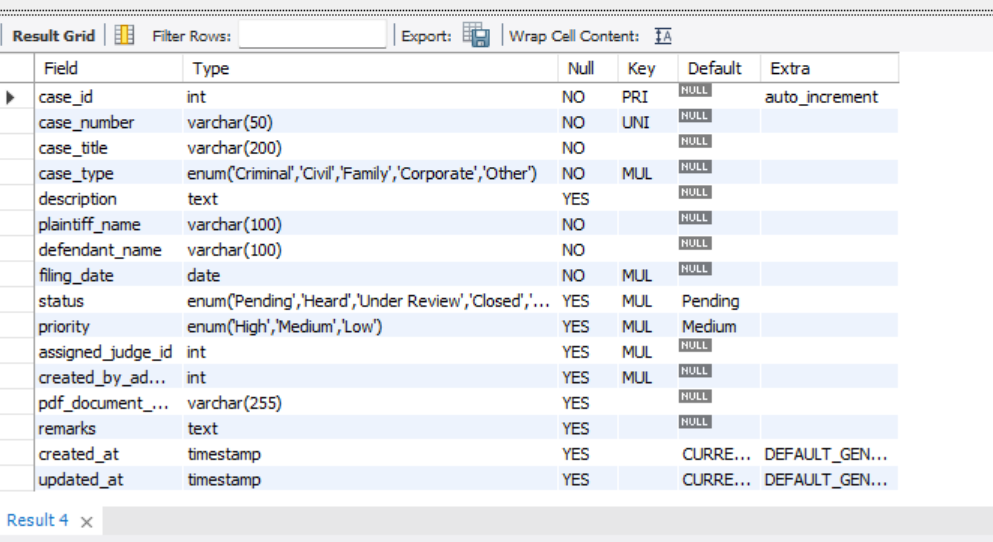 Result Grid Filter Rows: Export: Wrap Cell Content: IA
Field Type Null Key Default Extra
case_id int NO PRI NULL auto_increment
case_number varchar(50) NO UNI NULL
case_title varchar(200) NO NULL
case_type enum('Criminal','Civil','Family','Corporate','Other') NO MUL NULL
description text YES NULL
plaintiff_name varchar(100) NO NULL
defendant_name varchar(100) NO NULL
filing_date date NO MUL NULL
status enum('Pending','Heard','Under Review','Closed','... YES MUL Pending
priority enum('High','Medium','Low') YES MUL Medium
assigned_judge_id int YES MUL NULL
created_by_ad... int YES MUL NULL
pdf_document_... varchar(255) YES NULL
remarks text YES NULL
created_at timestamp YES CURRE... DEFAULT_GEN...
updated_at timestamp YES CURRE... DEFAULT_GEN...
Result 4 ×